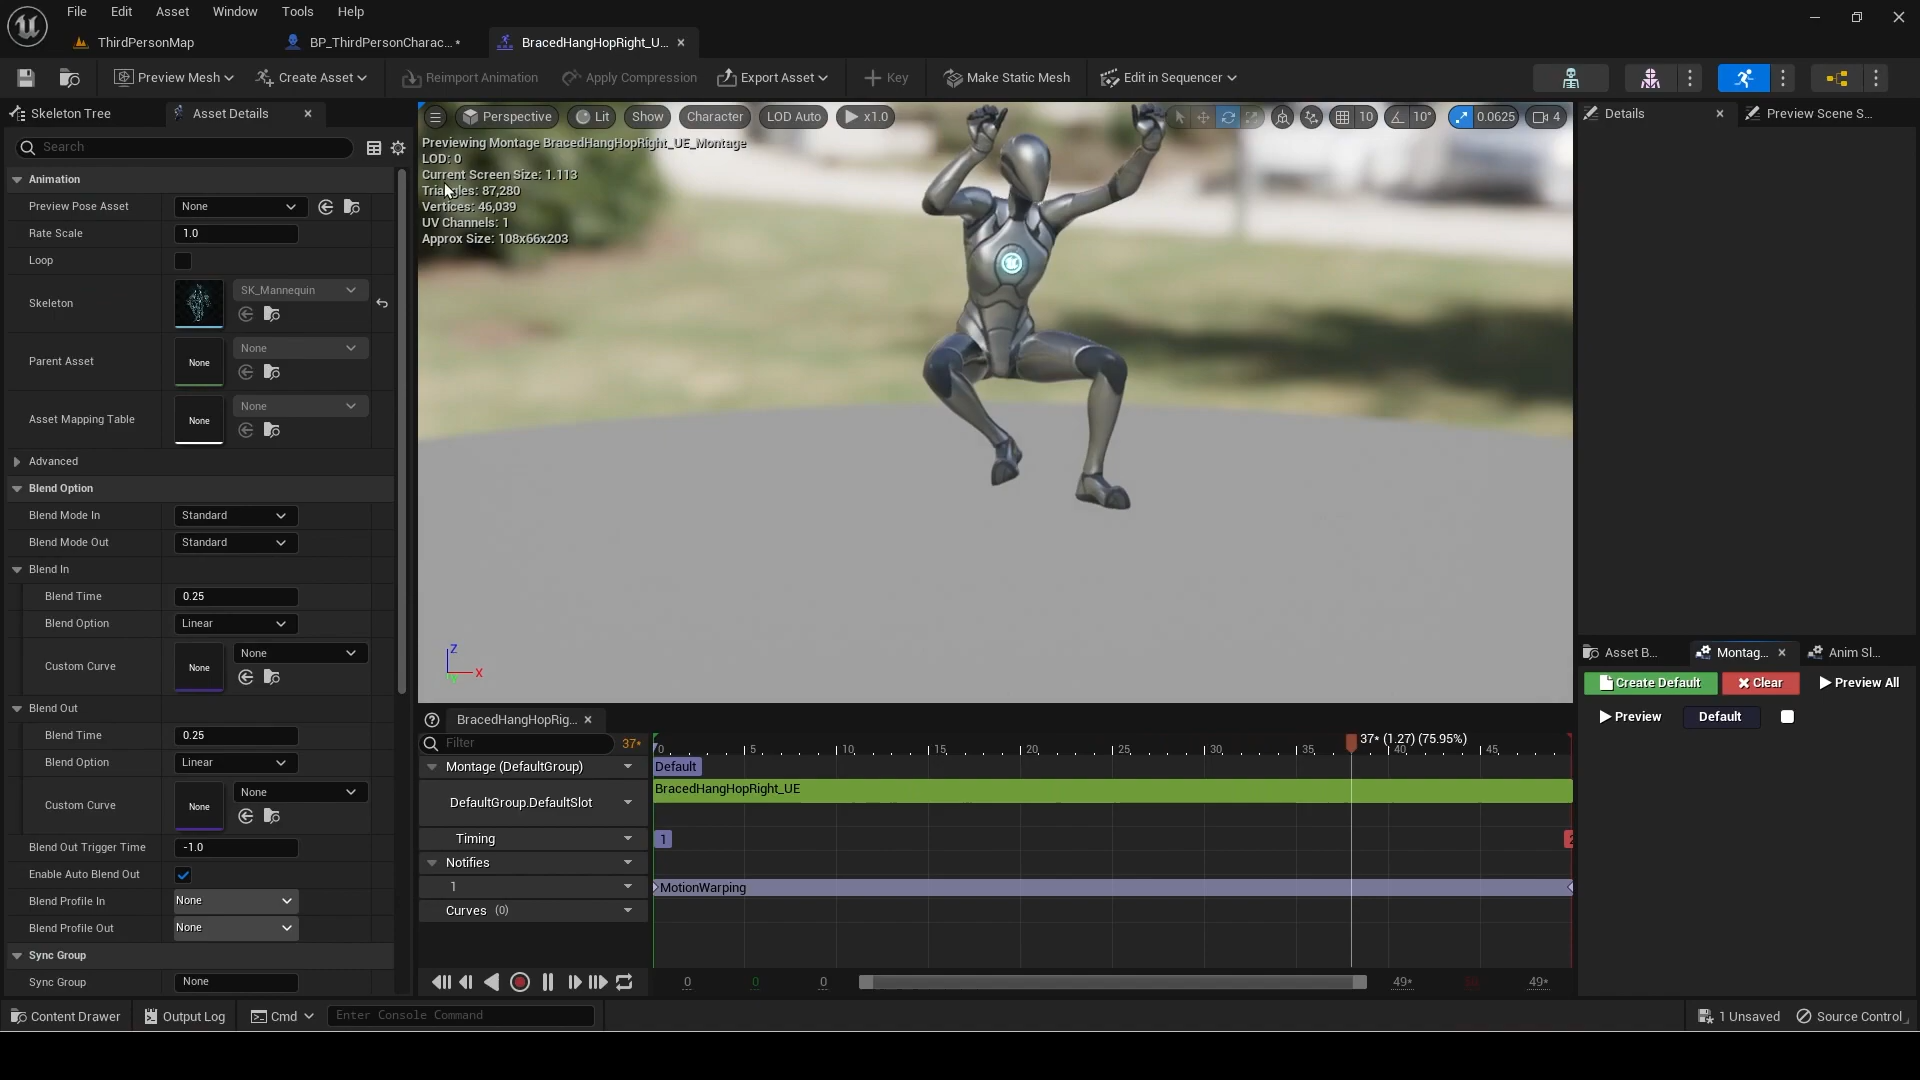 File Edit Asset Window Tools Help
ThirdPersonMap
BP_ThirdPersonCharac... *
BracedHangHopRight_U...
Preview Mesh
Create Asset
Reimport Animation
Apply Compression
Export Asset
Key
Make Static Mesh
Edit in Sequencer
Skeleton Tree
Asset Details
Search
Animation
Preview Pose Asset None
Rate Scale 1.0
Loop
Skeleton SK_Mannequin
Parent Asset None None
Asset Mapping Table None None
Advanced
Blend Option
Blend Mode In Standard
Blend Mode Out Standard
Blend In
Blend Time 0.25
Blend Option Linear
Custom Curve None None
Blend Out
Blend Time 0.25
Blend Option Linear
Custom Curve None None
Blend Out Trigger Time -1.0
Enable Auto Blend Out
Blend Profile In None
Blend Profile Out None
Sync Group
Sync Group None
Perspective Lit Show Character LOD Auto x1.0
10 10° 0.0625 4
Previewing Montage BracedHangHopRight_UE_Montage
LOD: 0
Current Screen Size: 1.113
Triangles: 87,280
Vertices: 46,039
UV Channels: 1
Approx Size: 108x66x203
Z
X
BracedHangHopRig...
Filter 37*
0 5 10 15 20 25 30 35 40 45
37* (1.27) (75.95%)
Montage (DefaultGroup) Default
DefaultGroup.DefaultSlot BracedHangHopRight_UE
Timing 1
Notifies
1 MotionWarping
Curves (0)
0 0 0 49* 49*
Details
Preview Scene S...
Asset B...
Montag...
Anim Sl...
Create Default Clear Preview All
Preview Default
Content Drawer
Output Log
Cmd
Enter Console Command
1 Unsaved
Source Control